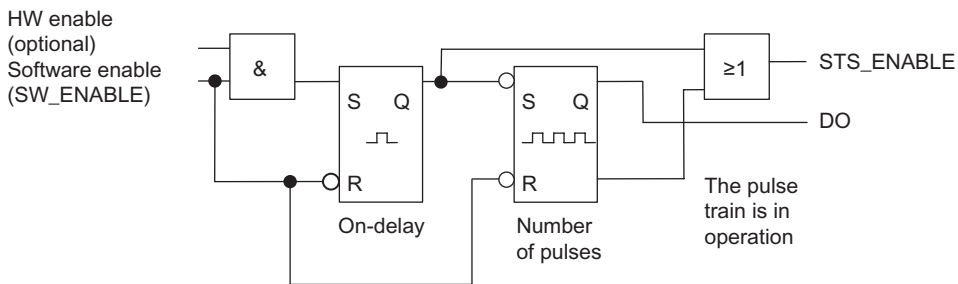 HW enable
(optional)
Software enable
(SW_ENABLE)
&
S Q
R
On-delay
S Q
R
Number
of pulses
≥1
STS_ENABLE
DO
The pulse
train is in
operation